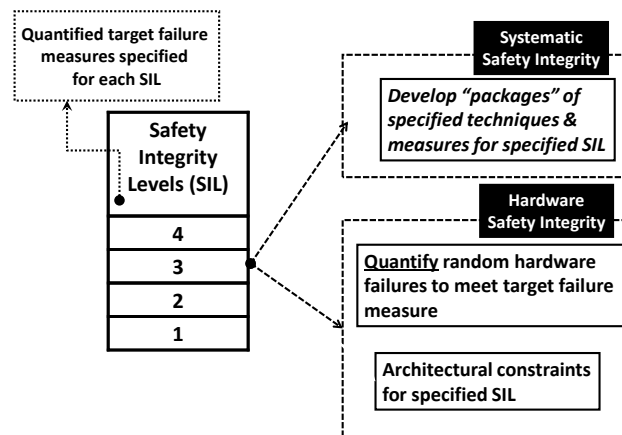 Quantified target failure
measures specified
for each SIL
Safety
Integrity
Levels (SIL)
4
3
2
1
Systematic
Safety Integrity
Develop “packages” of
specified techniques &
measures for specified SIL
Hardware
Safety Integrity
Quantify random hardware
failures to meet target failure
measure
Architectural constraints
for specified SIL